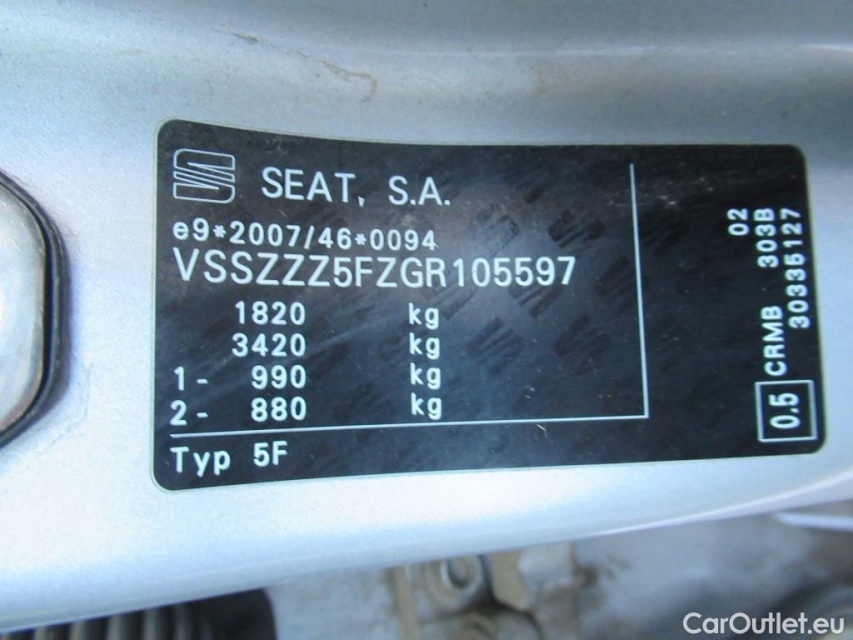 SEAT, S.A.
e9*2007/46*0094
VSSZZZ5FZGR105597
1820 kg
3420 kg
1- 990 kg
2- 880 kg
Typ 5F
02
CRMB 303B
30335127
0.5
CarOutlet.eu